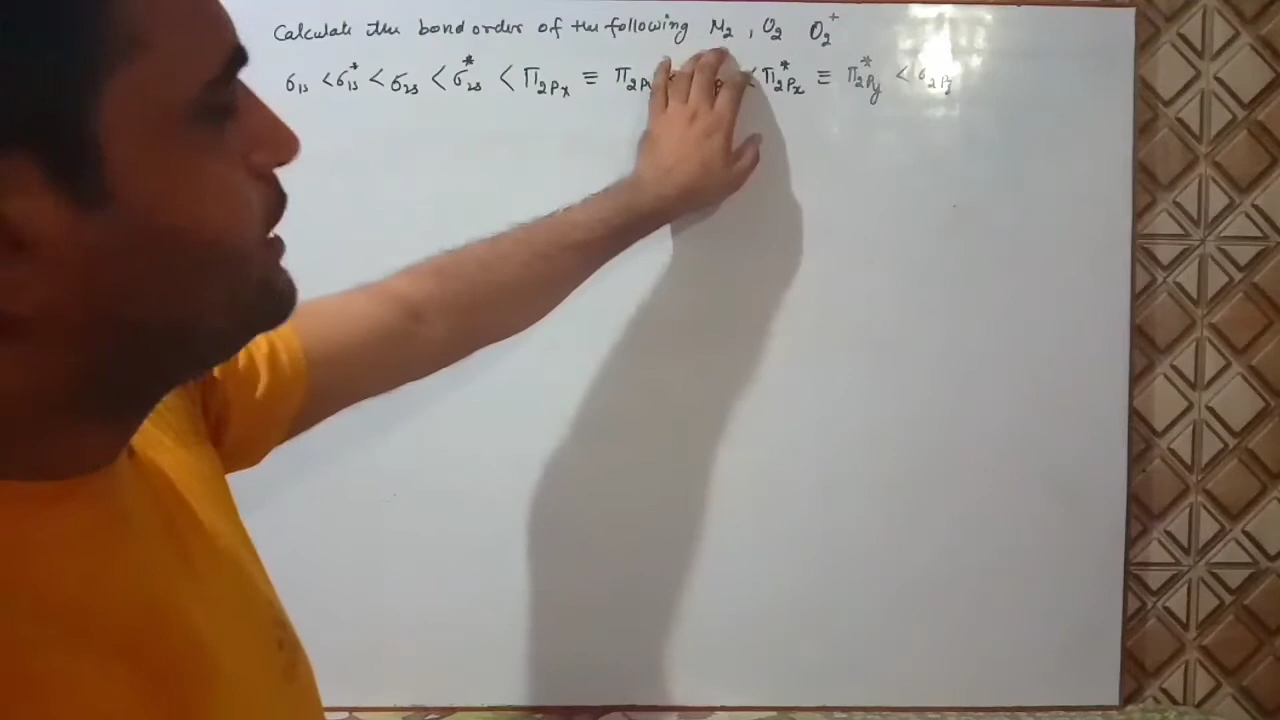 Calculate the bond order of the following N₂, O₂ O₂⁺
σ₁ₛ < σ*₁ₛ < σ₂ₛ < σ*₂ₛ < π₂Pₓ ≡ π₂P < π*₂Pₓ ≡ π*₂Py < σ₂Pz